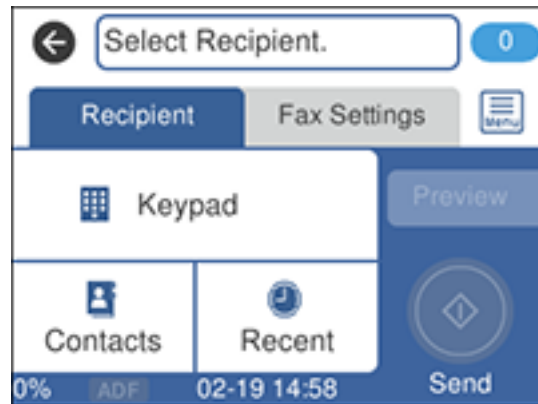 Select Recipient.
0
Recipient
Fax Settings
Menu
Keypad
Preview
Contacts
Recent
0%
ADF
02-19 14:58
Send